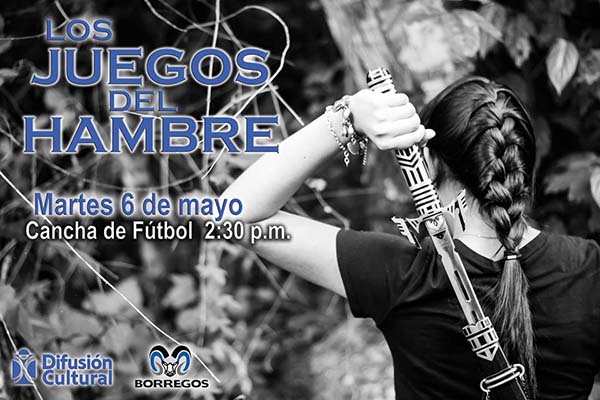 LOS
JUEGOS
DEL
HAMBRE
Martes 6 de mayo
Cancha de Fútbol 2:30 p.m.
Difusión
Cultural
BORREGOS